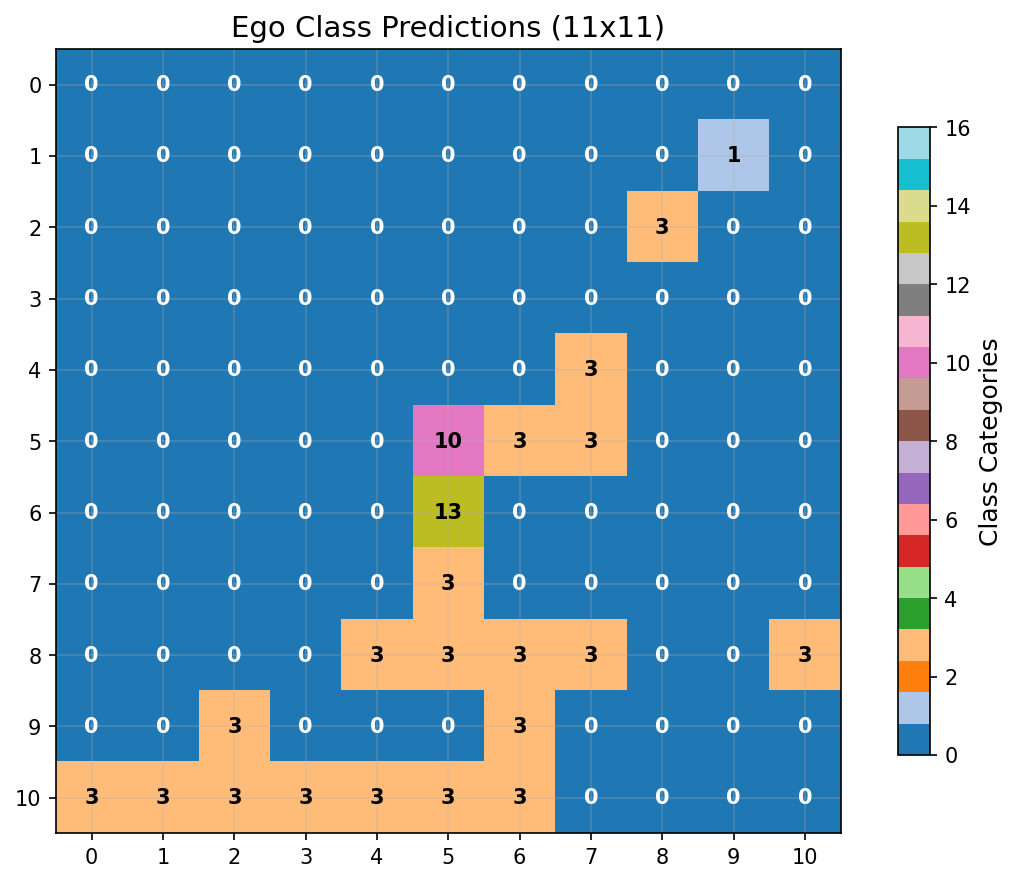 Ego Class Predictions (11x11)
0 0 0 0 0 0 0 0 0 0 0 0
1 0 0 0 0 0 0 0 0 0 1 0
2 0 0 0 0 0 0 0 0 3 0 0
3 0 0 0 0 0 0 0 0 0 0 0
4 0 0 0 0 0 0 0 3 0 0 0
5 0 0 0 0 0 10 3 3 0 0 0
6 0 0 0 0 0 13 0 0 0 0 0
7 0 0 0 0 0 3 0 0 0 0 0
8 0 0 0 0 3 3 3 3 0 0 3
9 0 0 3 0 0 0 3 0 0 0 0
10 3 3 3 3 3 3 3 0 0 0 0
0 1 2 3 4 5 6 7 8 9 10
16
14
12
10
8
6
4
2
0
Class Categories